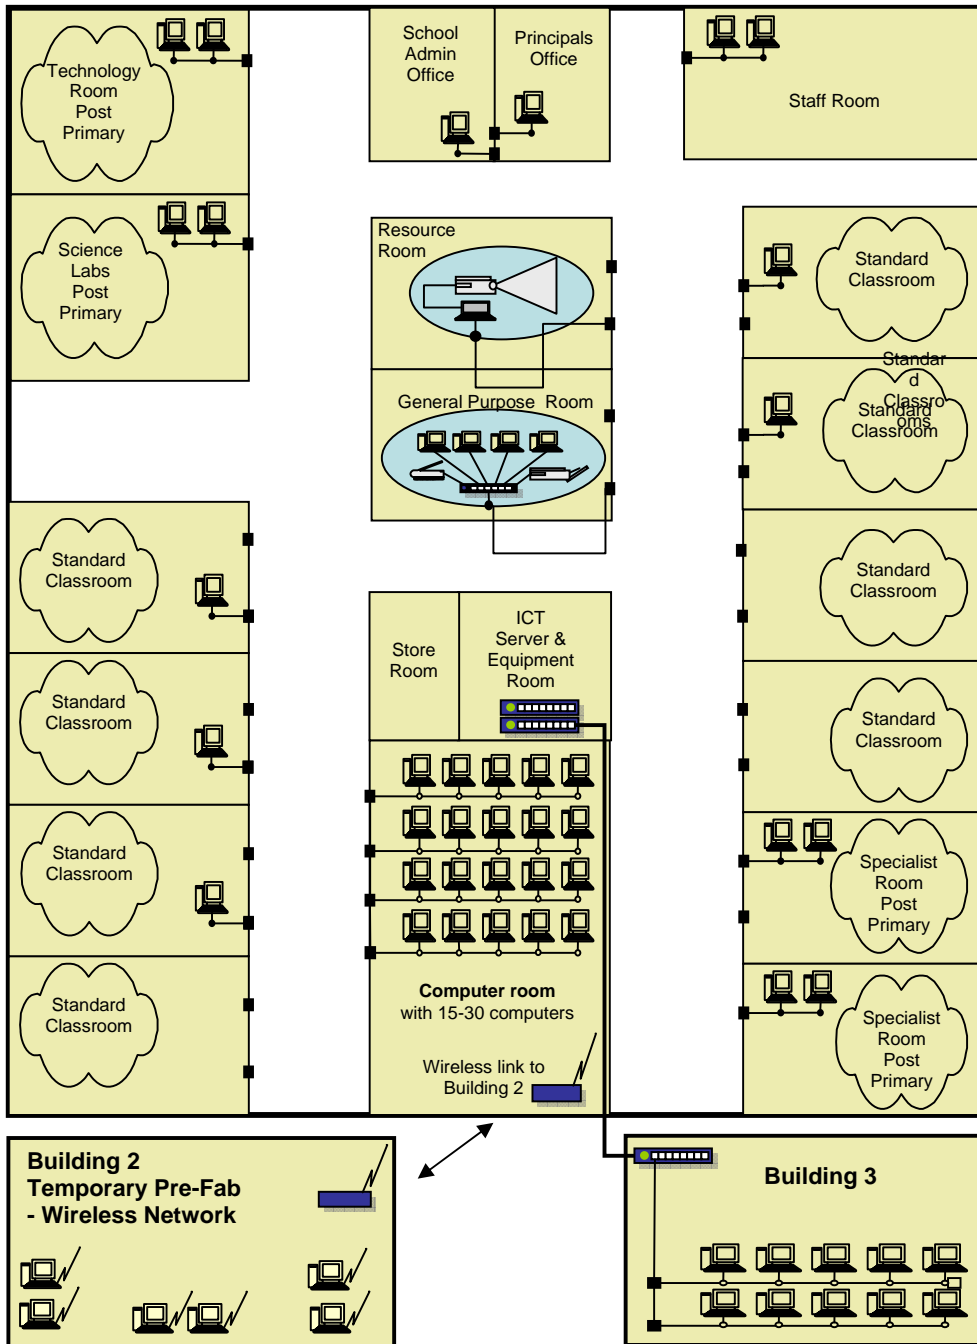 School
Admin
Office
Principals
Office
Technology
Room
Post
Primary
Staff Room
Science
Labs
Post
Primary
Resource
Room
Standard
Classroom
Standar
d
Classro
oms
Standard
Classroom
General Purpose Room
Standard
Classroom
Standard
Classroom
Store
Room
ICT
Server &
Equipment
Room
Standard
Classroom
Standard
Classroom
Standard
Classroom
Specialist
Room
Post
Primary
Standard
Classroom
Computer room
with 15-30 computers
Specialist
Room
Post
Primary
Wireless link to
Building 2
Building 2
Temporary Pre-Fab
- Wireless Network
Building 3